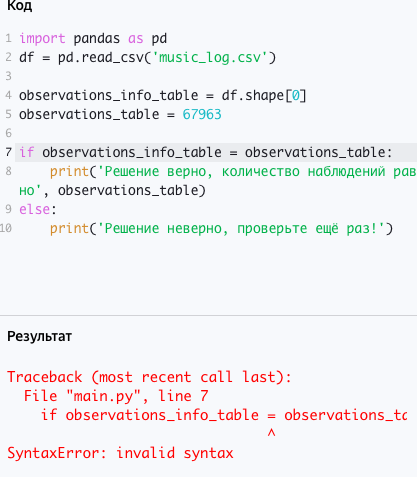 Код
1 import pandas as pd
2 df = pd.read_csv('music_log.csv')
3
4 observations_info_table = df.shape[0]
5 observations_table = 67963
6
7 if observations_info_table = observations_table:
8     print('Решение верно, количество наблюдений рав
но', observations_table)
9 else:
10     print('Решение неверно, проверьте ещё раз!')
Результат
Traceback (most recent call last):
  File "main.py", line 7
    if observations_info_table = observations_ta
                               ^
SyntaxError: invalid syntax